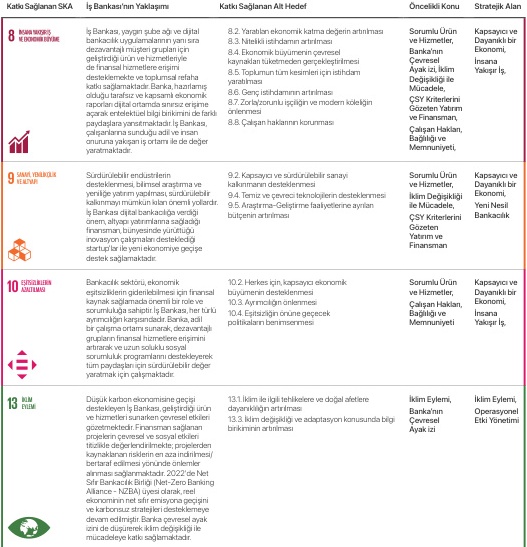 Katkı Sağlanan SKA
İş Bankası'nın Yaklaşımı
Katkı Sağlanan Alt Hedef
Öncelikli Konu
Stratejik Alan
8 İNSANA YAKIŞIR İŞ
VE EKONOMİK BÜYÜME
İş Bankası, yaygın şube ağı ve dijital
bankacılık uygulamalarının yanı sıra
dezavantajlı müşteri grupları için
geliştirdiği ürün ve hizmetleriyle
de finansal hizmetlere erişimi
desteklemekte ve toplumsal refaha
katkı sağlamaktadır. Banka, hazırlamış
olduğu tarafsız ve kapsamlı ekonomik
raporları dijital ortamda sınırsız erişime
açarak entelektüel bilgi birikimini de farklı
paydaşlara yansıtmaktadır. İş Bankası,
çalışanlarına sunduğu adil ve insan
onuruna yakışan iş ortamı ile de değer
yaratmaktadır.
8.2. Yaratılan ekonomik katma değerin artırılması
8.3. Nitelikli istihdamın artırılması
8.4. Ekonomik büyümenin çevresel
kaynakları tüketmeden gerçekleştirilmesi
8.5. Toplumun tüm kesimleri için istihdam
yaratılması
8.6. Genç istihdamının artırılması
8.7. Zorla/zorunlu işçiliğin ve modern köleliğin
önlenmesi
8.8. Çalışan haklarının korunması
Sorumlu Ürün
ve Hizmetler,
Banka'nın
Çevresel
Ayak izi, İklim
Değişikliği ile
Mücadele,
ÇSY Kriterlerini
Gözeten Yatırım
ve Finansman,
Çalışan Hakları,
Bağlılığı ve
Memnuniyeti,
Kapsayıcı ve
Dayanıklı bir
Ekonomi,
İnsana
Yakışır İş,
9 SANAYİ, YENİLİKÇİLİK
VE ALTYAPI
Sürdürülebilir endüstrilerin
desteklenmesi, bilimsel araştırma ve
yeniliğe yatırım yapılması, sürdürülebilir
kalkınmayı mümkün kılan önemli yollardır.
İş Bankası dijital bankacılığa verdiği
önem, altyapı yatırımlarına sağladığı
finansman, bünyesinde yürüttüğü
inovasyon çalışmaları desteklediği
startup'lar ile yeni ekonomiye geçişe
destek sağlamaktadır.
9.2. Kapsayıcı ve sürdürülebilir sanayi
kalkınmanın desteklenmesi
9.4. Temiz ve çevreci teknolojilerin desteklenmesi
9.5. Araştırma-Geliştirme faaliyetlerine ayrılan
bütçenin artırılması
Sorumlu Ürün
ve Hizmetler,
İklim Değişikliği
ile Mücadele,
ÇSY Kriterlerini
Gözeten
Yatırım ve
Finansman
Kapsayıcı ve
Dayanıklı bir
Ekonomi,
Yeni Nesil
Bankacılık
10 EŞİTSİZLİKLERİN
AZALTILMASI
Bankacılık sektörü, ekonomik
eşitsizliklerin giderilebilmesi için finansal
kaynak sağlamada önemli bir role ve
sorumluluğa sahiptir. İş Bankası, her türlü
ayrımcılığın karşısındadır. Banka, adil
bir çalışma ortamı sunarak, dezavantajlı
grupların finansal hizmetlere erişimini
artırarak ve uzun soluklu sosyal
sorumluluk programlarını destekleyerek
tüm paydaşları için sürdürülebilir değer
yaratmak için çalışmaktadır.
10.2. Herkes için, kapsayıcı ekonomik
büyümenin desteklenmesi
10.3. Ayrımcılığın önlenmesi
10.4. Eşitsizliğin önüne geçecek
politikaların benimsenmesi
Sorumlu Ürün
ve Hizmetler,
Çalışan Hakları,
Bağlılığı ve
Memnuniyeti
Kapsayıcı ve
Dayanıklı bir
Ekonomi,
İnsana
Yakışır İş,
13 İKLİM
EYLEMİ
Düşük karbon ekonomisine geçişi
destekleyen İş Bankası, geliştirdiği ürün
ve hizmetleri sunarken çevresel etkileri
gözetmektedir. Finansman sağlanan
projelerin çevresel ve sosyal etkileri
titizlikle değerlendirilmekte; projelerden
kaynaklanan risklerin en aza indirilmesi/
bertaraf edilmesi yönünde önlemler
alınması sağlanmaktadır. 2022'de Net
Sıfır Bankacılık Birliği (Net-Zero Banking
Alliance - NZBA) üyesi olarak, reel
ekonominin net sıfır emisyona geçişini
ve karbonsuz stratejileri desteklemeye
devam edilmiştir. Banka çevresel ayak
izini de düşürerek iklim değişikliği ile
mücadeleye katkı sağlamaktadır.
13.1. İklim ile ilgili tehlikelere ve doğal afetlere
dayanıklılığın artırılması
13.3. İklim değişikliği ve adaptasyon konusunda bilgi
birikiminin artırılması
İklim Eylemi,
Banka'nın
Çevresel
Ayak izi
İklim Eylemi,
Operasyonel
Etki Yönetimi